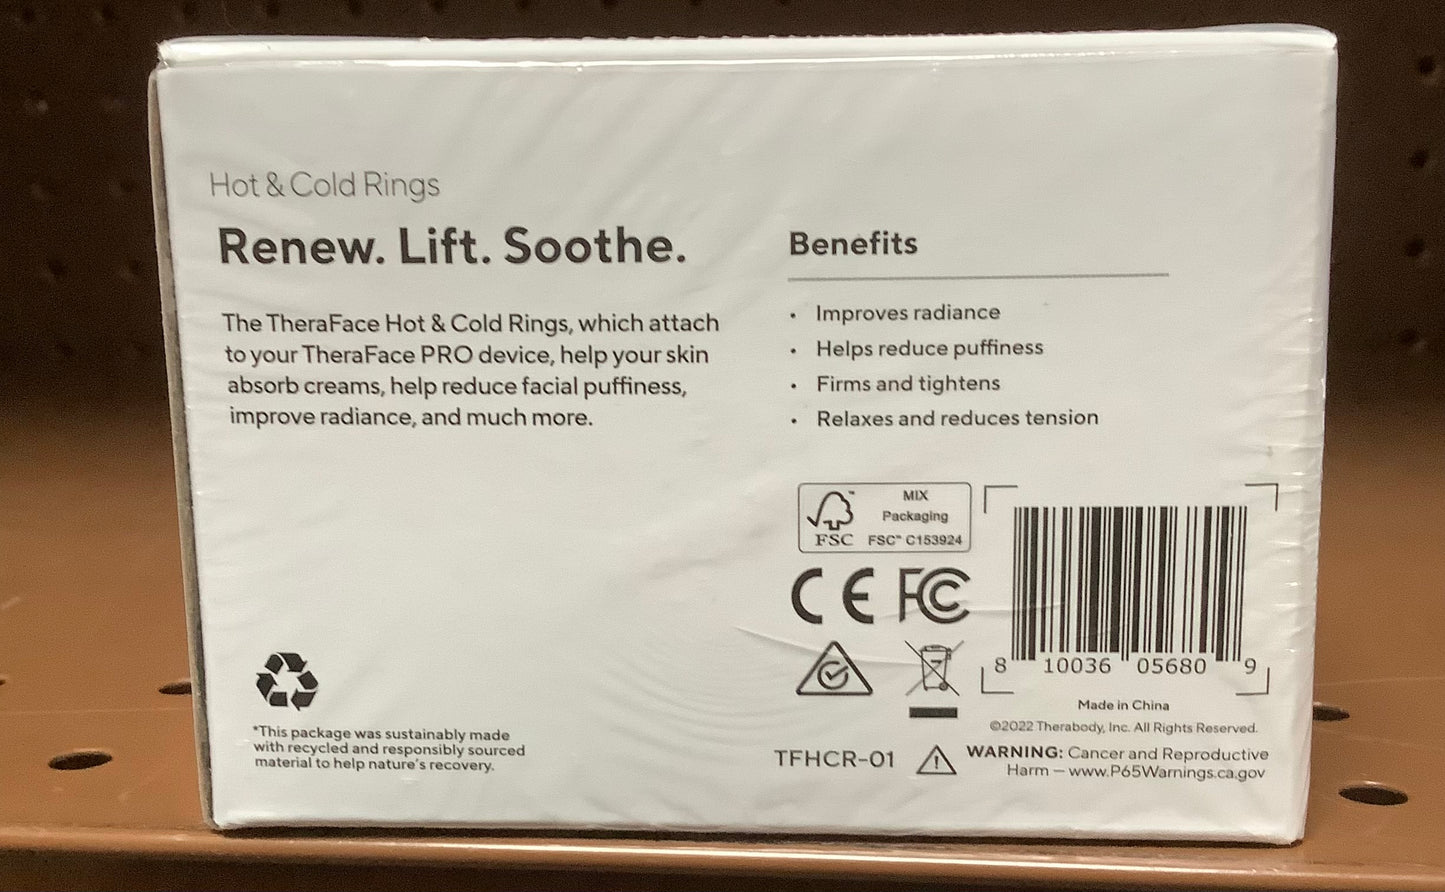 Hot & Cold Rings
Renew. Lift. Soothe.
The TheraFace Hot & Cold Rings, which attach
to your TheraFace PRO device, help your skin
absorb creams, help reduce facial puffiness,
improve radiance, and much more.
Benefits
• Improves radiance
• Helps reduce puffiness
• Firms and tightens
• Relaxes and reduces tension
MIX
Packaging
FSC FSC™ C153924
CE FC
8 10036 05680 9
Made in China
©2022 Therabody, Inc. All Rights Reserved.
TFHCR-01
WARNING: Cancer and Reproductive
Harm – www.P65Warnings.ca.gov
*This package was sustainably made
with recycled and responsibly sourced
material to help nature's recovery.